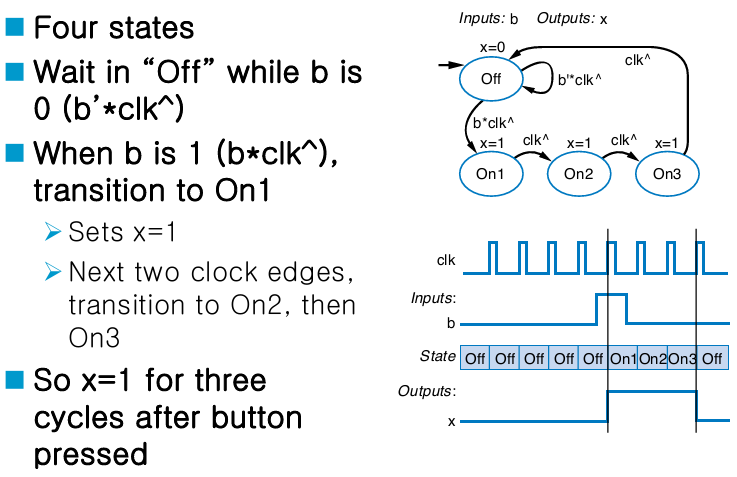 Four states
Wait in “Off” while b is
0 (b’*clk^)
When b is 1 (b*clk^),
transition to On1
Sets x=1
Next two clock edges,
transition to On2, then
On3
So x=1 for three
cycles after button
pressed
Inputs: b Outputs: x
x=0
clk^
Off
b'*clk^
b*clk^
x=1 clk^ x=1 clk^ x=1
On1 On2 On3
clk
Inputs:
b
State Off Off Off Off Off On1 On2 On3 Off
Outputs:
x